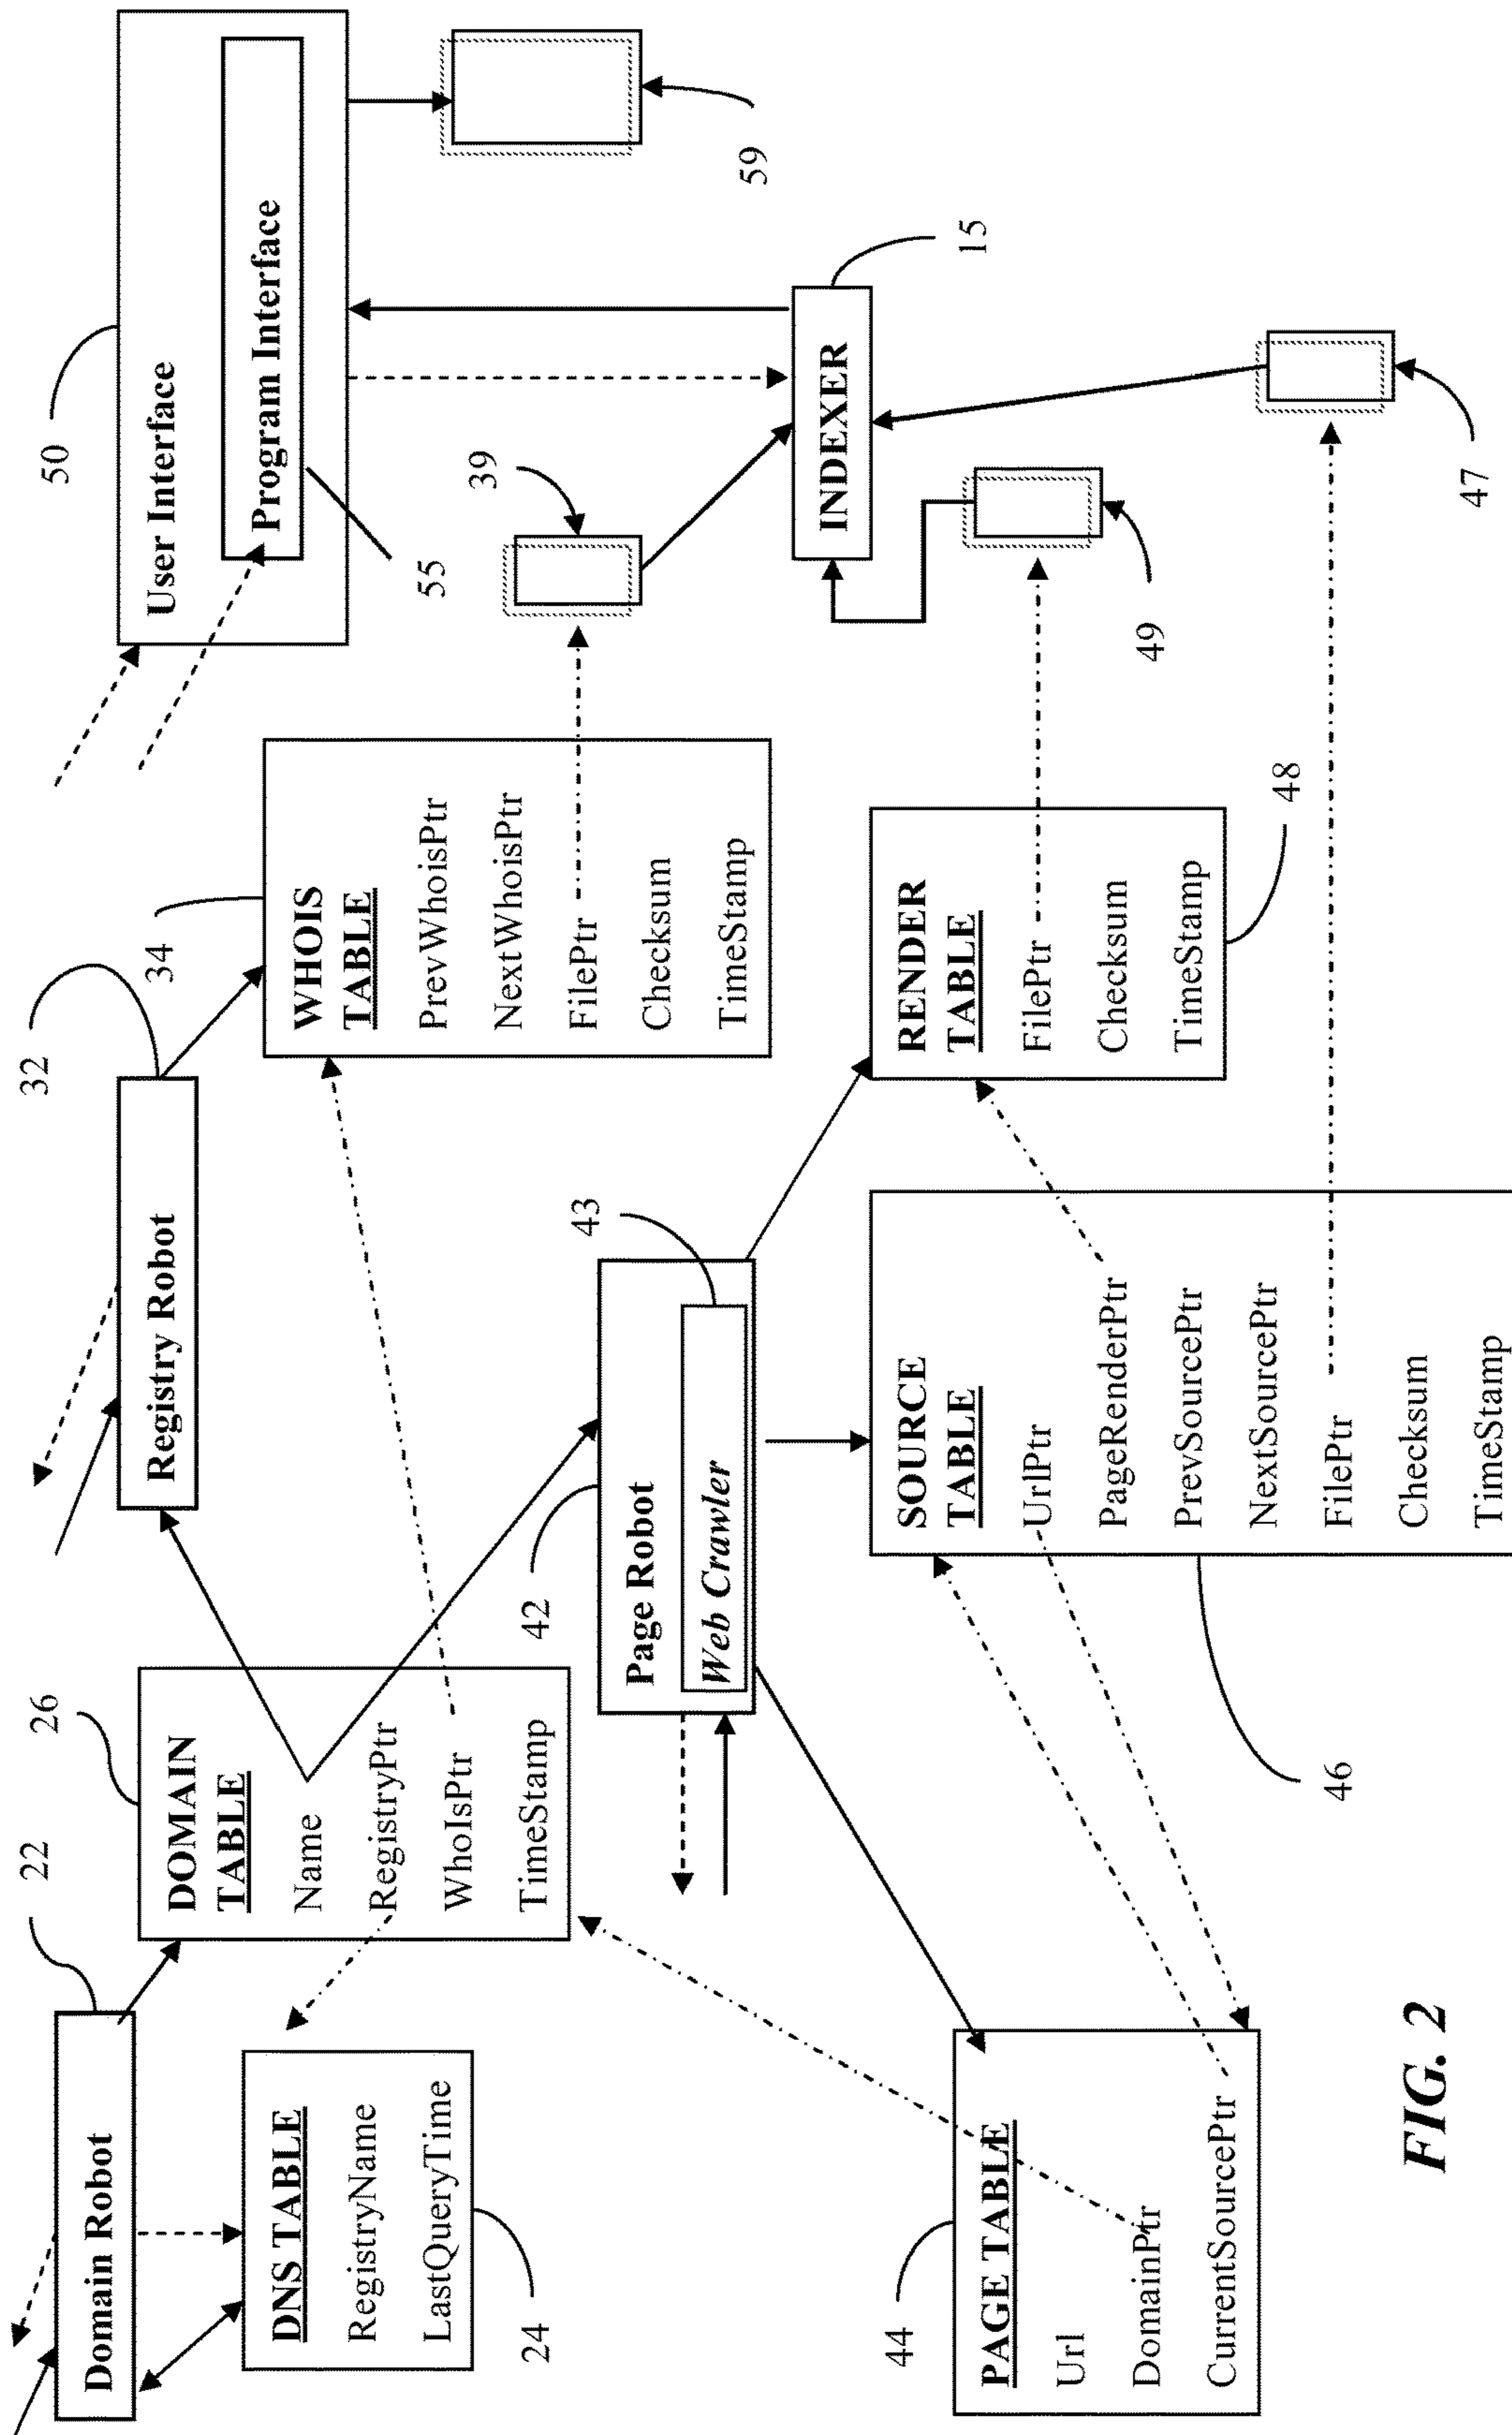 22
Domain Robot
DNS TABLE
RegistryName
LastQueryTime
24
26
DOMAIN
TABLE
Name
RegistryPtr
WhoIsPtr
TimeStamp
32
Registry Robot
34
WHOIS
TABLE
PrevWhoisPtr
NextWhoisPtr
FilePtr
Checksum
TimeStamp
50
User Interface
Program Interface
55
39
59
15
INDEXER
42
Page Robot
Web Crawler
43
44
PAGE TABLE
Url
DomainPtr
CurrentSourcePtr
SOURCE
TABLE
UrlPtr
PageRenderPtr
PrevSourcePtr
NextSourcePtr
FilePtr
Checksum
TimeStamp
46
RENDER
TABLE
FilePtr
Checksum
TimeStamp
48
49
47
FIG. 2